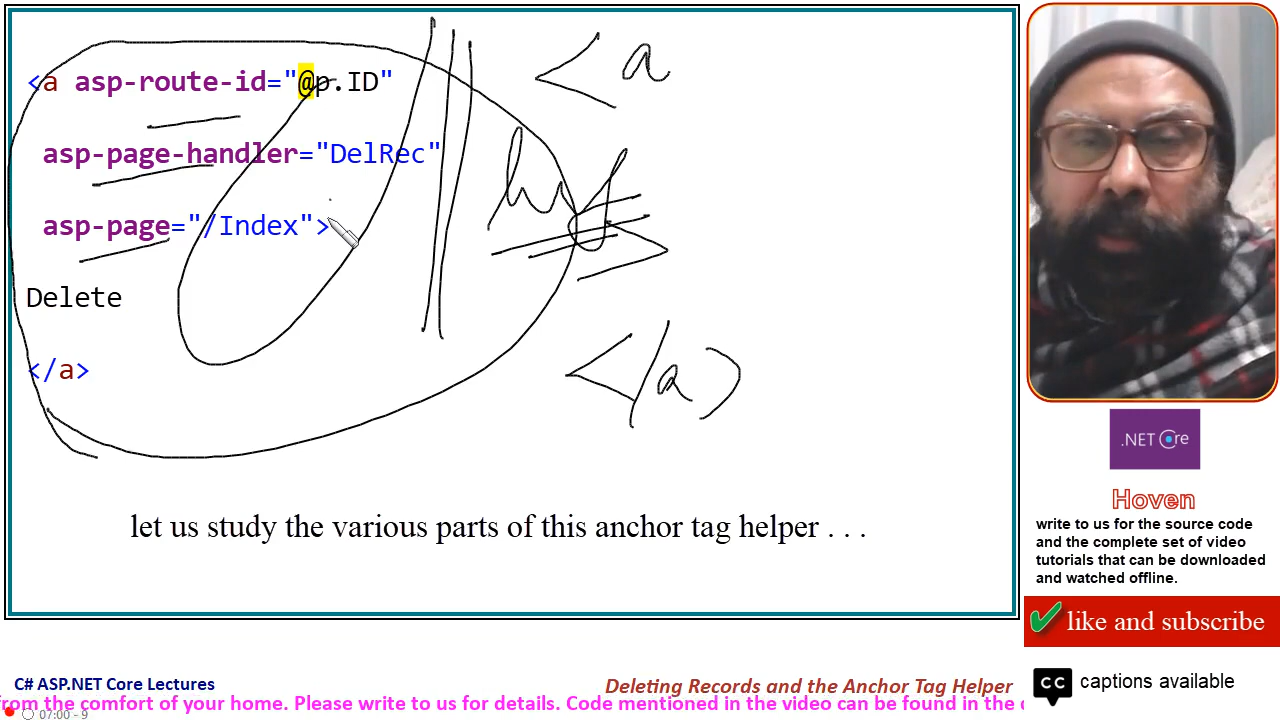 <a asp-route-id="@p.ID"
asp-page-handler="DelRec"
asp-page="/Index">
Delete
</a>
<a
href
>
</a>
let us study the various parts of this anchor tag helper . . .
.NET Core
Hoven
write to us for the source code
and the complete set of video
tutorials that can be downloaded
and watched offline.
like and subscribe
CC captions available
C# ASP.NET Core Lectures
Deleting Records and the Anchor Tag Helper
from the comfort of your home. Please write to us for details. Code mentioned in the video can be found in the
07:00 - 9